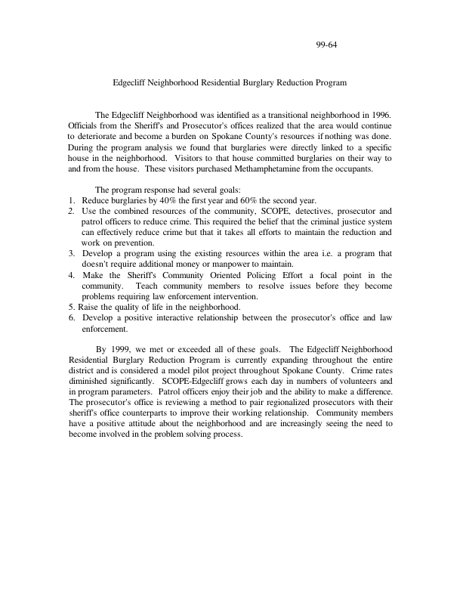 99-64
Edgecliff Neighborhood Residential Burglary Reduction Program
The Edgecliff Neighborhood was identified as a transitional neighborhood in 1996.
Officials from the Sheriff's and Prosecutor's offices realized that the area would continue
to deteriorate and become a burden on Spokane County's resources if nothing was done.
During the program analysis we found that burglaries were directly linked to a specific
house in the neighborhood. Visitors to that house committed burglaries on their way to
and from the house. These visitors purchased Methamphetamine from the occupants.
The program response had several goals:
1. Reduce burglaries by 40% the first year and 60% the second year.
2. Use the combined resources of the community, SCOPE, detectives, prosecutor and
patrol officers to reduce crime. This required the belief that the criminal justice system
can effectively reduce crime but that it takes all efforts to maintain the reduction and
work on prevention.
3. Develop a program using the existing resources within the area i.e. a program that
doesn't require additional money or manpower to maintain.
4. Make the Sheriff's Community Oriented Policing Effort a focal point in the
community. Teach community members to resolve issues before they become
problems requiring law enforcement intervention.
5. Raise the quality of life in the neighborhood.
6. Develop a positive interactive relationship between the prosecutor's office and law
enforcement.
By 1999, we met or exceeded all of these goals. The Edgecliff Neighborhood
Residential Burglary Reduction Program is currently expanding throughout the entire
district and is considered a model pilot project throughout Spokane County. Crime rates
diminished significantly. SCOPE-Edgecliff grows each day in numbers of volunteers and
in program parameters. Patrol officers enjoy their job and the ability to make a difference.
The prosecutor's office is reviewing a method to pair regionalized prosecutors with their
sheriff's office counterparts to improve their working relationship. Community members
have a positive attitude about the neighborhood and are increasingly seeing the need to
become involved in the problem solving process.